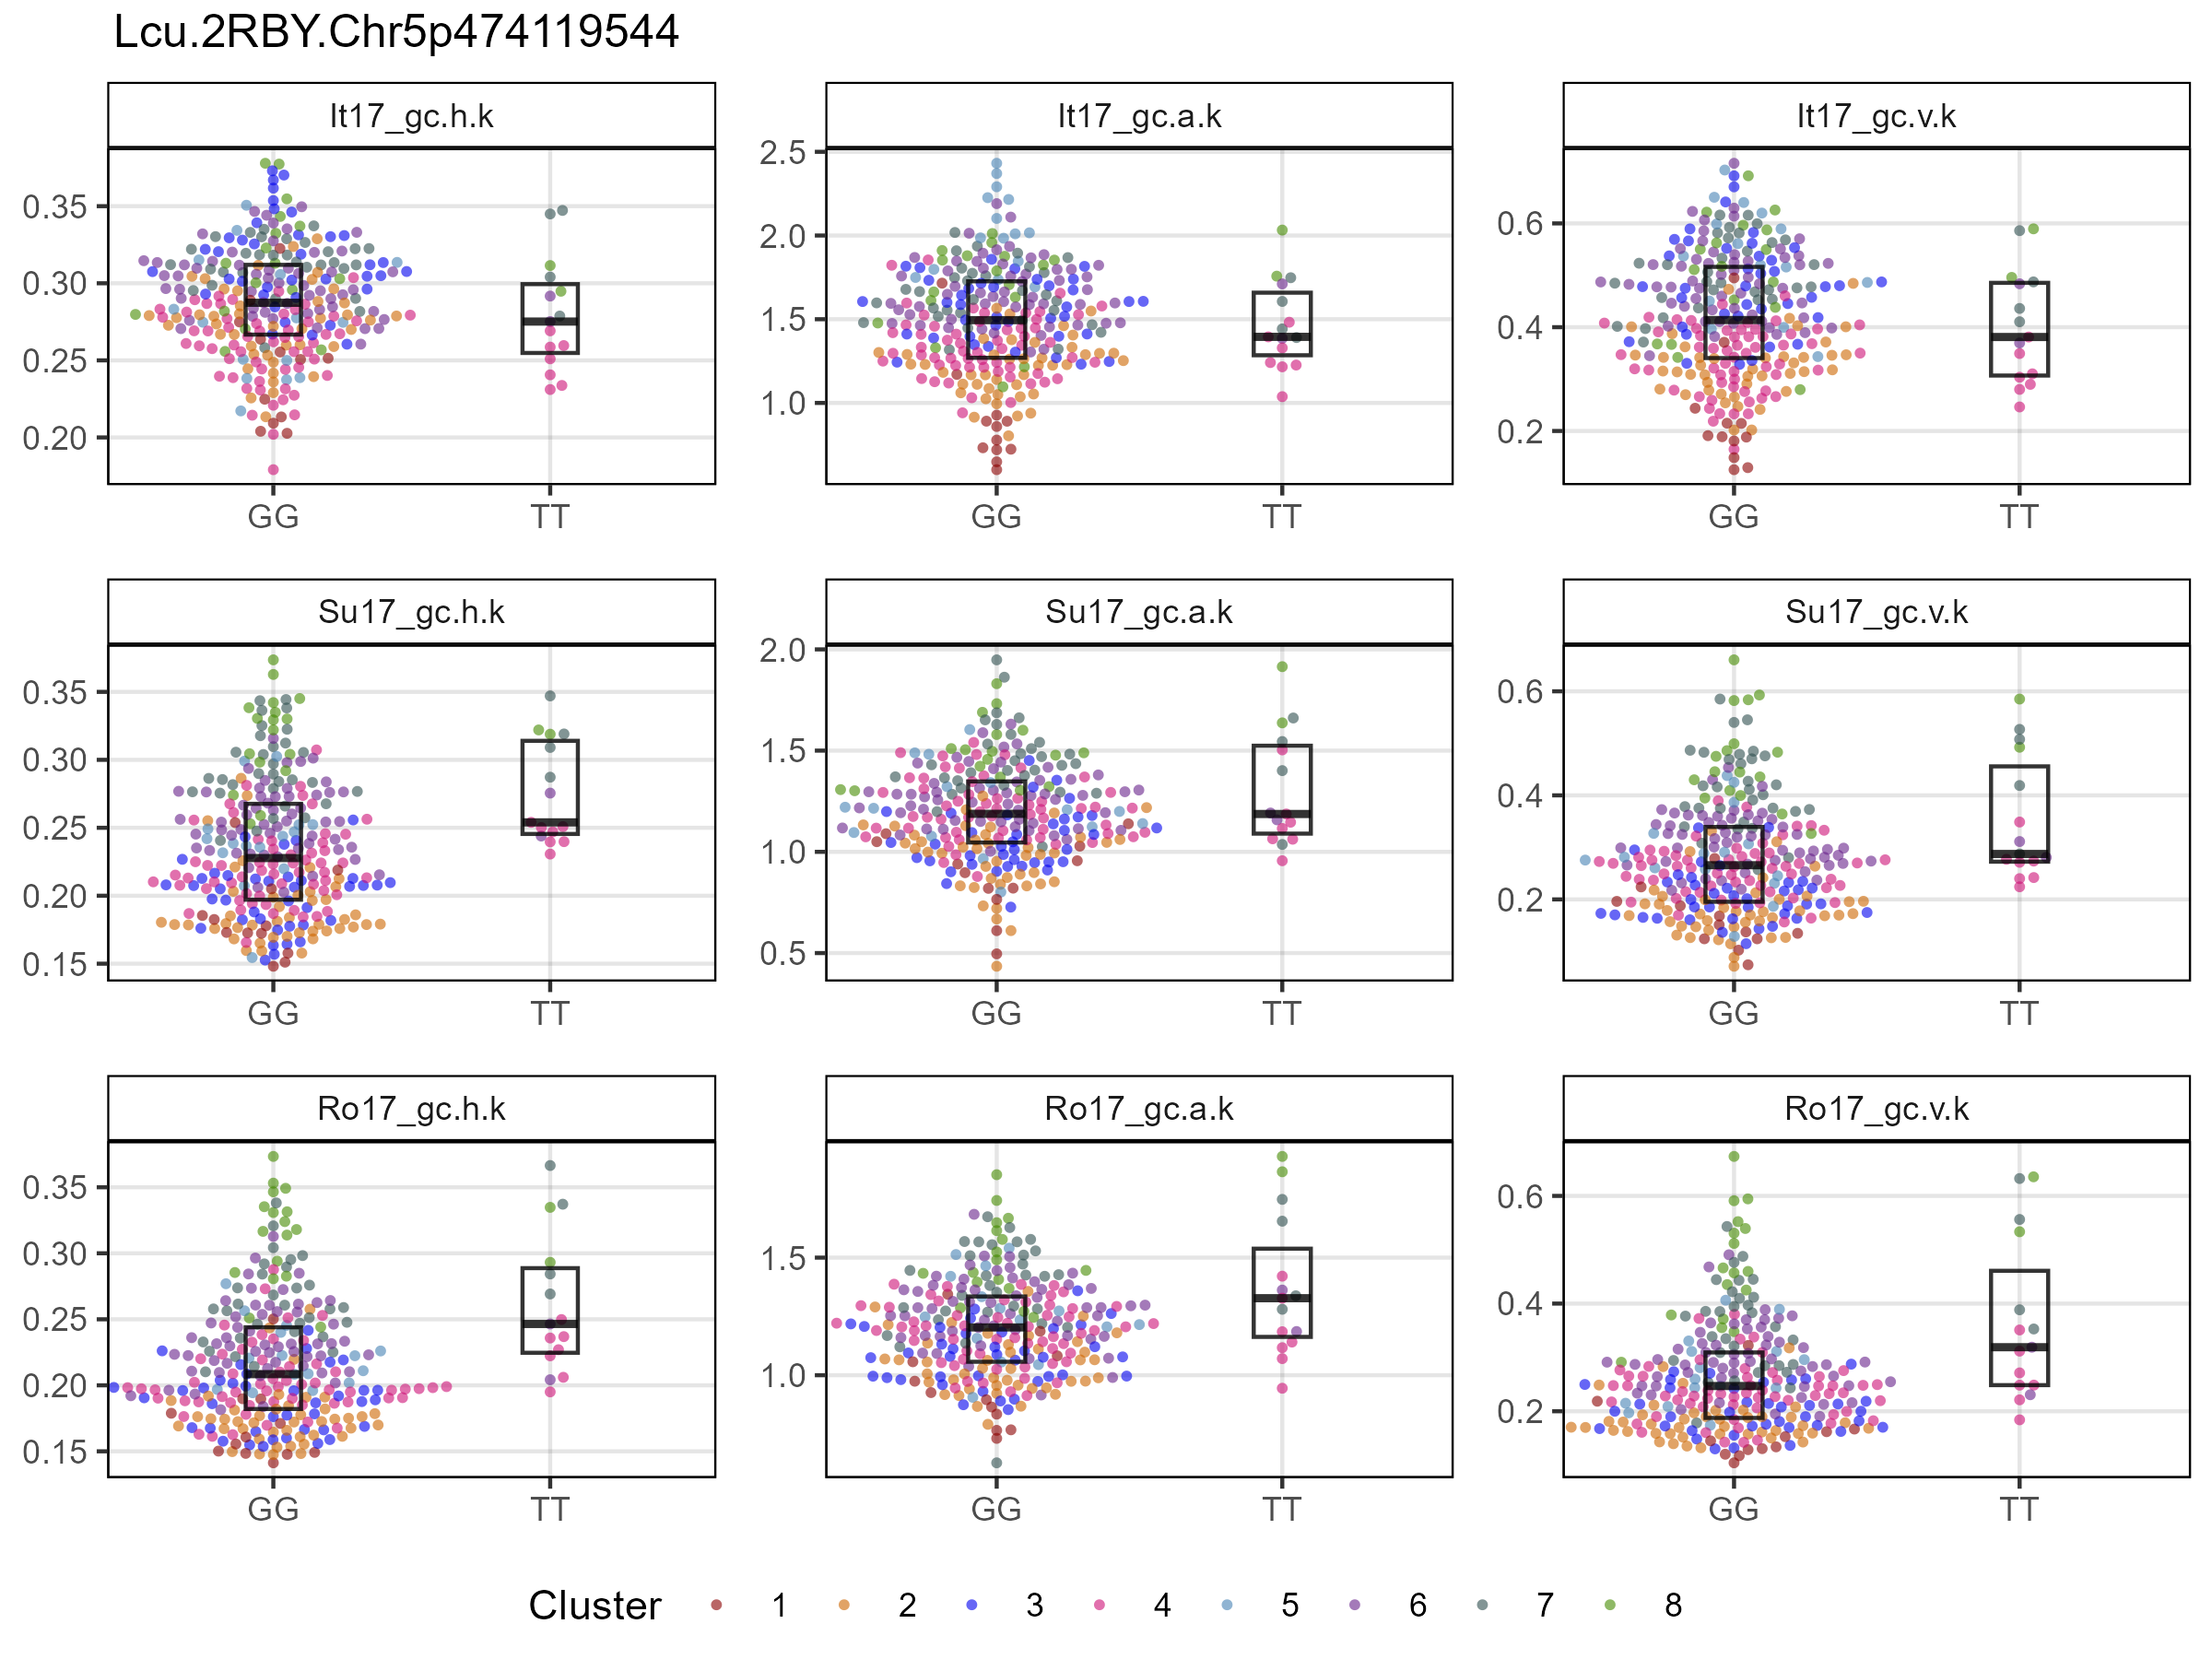 Lcu.2RBY.Chr5p474119544
It17_gc.h.k It17_gc.a.k It17_gc.v.k
0.35 0.30 0.25 0.20
2.5 2.0 1.5 1.0
0.6 0.4 0.2
GG TT GG TT GG TT
Su17_gc.h.k Su17_gc.a.k Su17_gc.v.k
0.35 0.30 0.25 0.20 0.15
2.0 1.5 1.0 0.5
0.6 0.4 0.2
GG TT GG TT GG TT
Ro17_gc.h.k Ro17_gc.a.k Ro17_gc.v.k
0.35 0.30 0.25 0.20 0.15
1.5 1.0
0.6 0.4 0.2
GG TT GG TT GG TT
Cluster 1 2 3 4 5 6 7 8